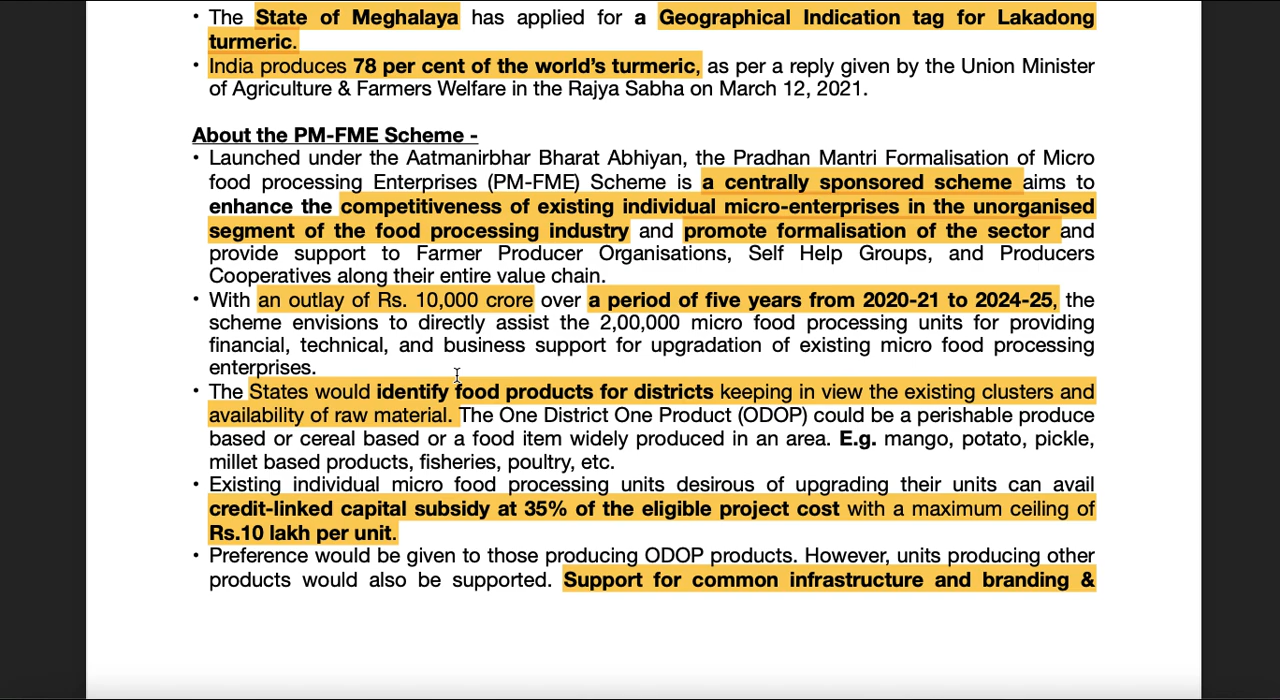 • The State of Meghalaya has applied for a Geographical Indication tag for Lakadong
turmeric.
• India produces 78 per cent of the world’s turmeric, as per a reply given by the Union Minister
of Agriculture & Farmers Welfare in the Rajya Sabha on March 12, 2021.
About the PM-FME Scheme -
• Launched under the Aatmanirbhar Bharat Abhiyan, the Pradhan Mantri Formalisation of Micro
food processing Enterprises (PM-FME) Scheme is a centrally sponsored scheme aims to
enhance the competitiveness of existing individual micro-enterprises in the unorganised
segment of the food processing industry and promote formalisation of the sector and
provide support to Farmer Producer Organisations, Self Help Groups, and Producers
Cooperatives along their entire value chain.
• With an outlay of Rs. 10,000 crore over a period of five years from 2020-21 to 2024-25, the
scheme envisions to directly assist the 2,00,000 micro food processing units for providing
financial, technical, and business support for upgradation of existing micro food processing
enterprises.
• The States would identify food products for districts keeping in view the existing clusters and
availability of raw material. The One District One Product (ODOP) could be a perishable produce
based or cereal based or a food item widely produced in an area. E.g. mango, potato, pickle,
millet based products, fisheries, poultry, etc.
• Existing individual micro food processing units desirous of upgrading their units can avail
credit-linked capital subsidy at 35% of the eligible project cost with a maximum ceiling of
Rs.10 lakh per unit.
• Preference would be given to those producing ODOP products. However, units producing other
products would also be supported. Support for common infrastructure and branding &